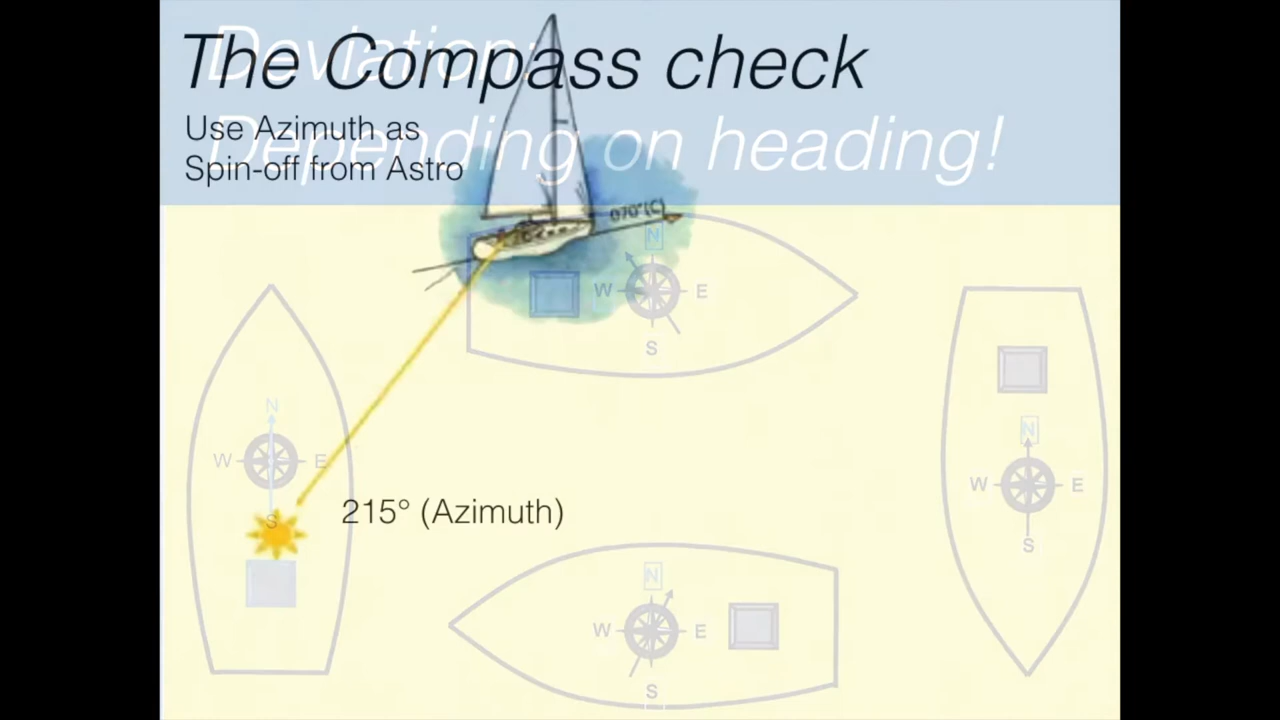 Deviation:
The Compass check
Use Azimuth as
Depending on heading!
Spin-off from Astro
070°(C)
N
W E
S
N
W E
S
N
W E
S
215° (Azimuth)
N
W E
S